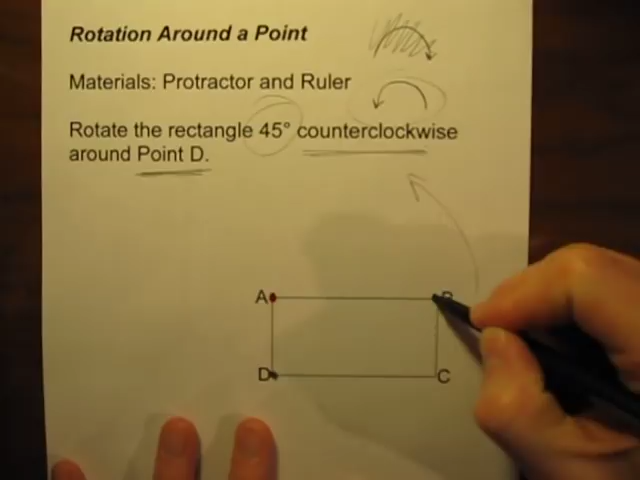 Rotation Around a Point
Materials: Protractor and Ruler
Rotate the rectangle 45° counterclockwise
around Point D.
A B
D C